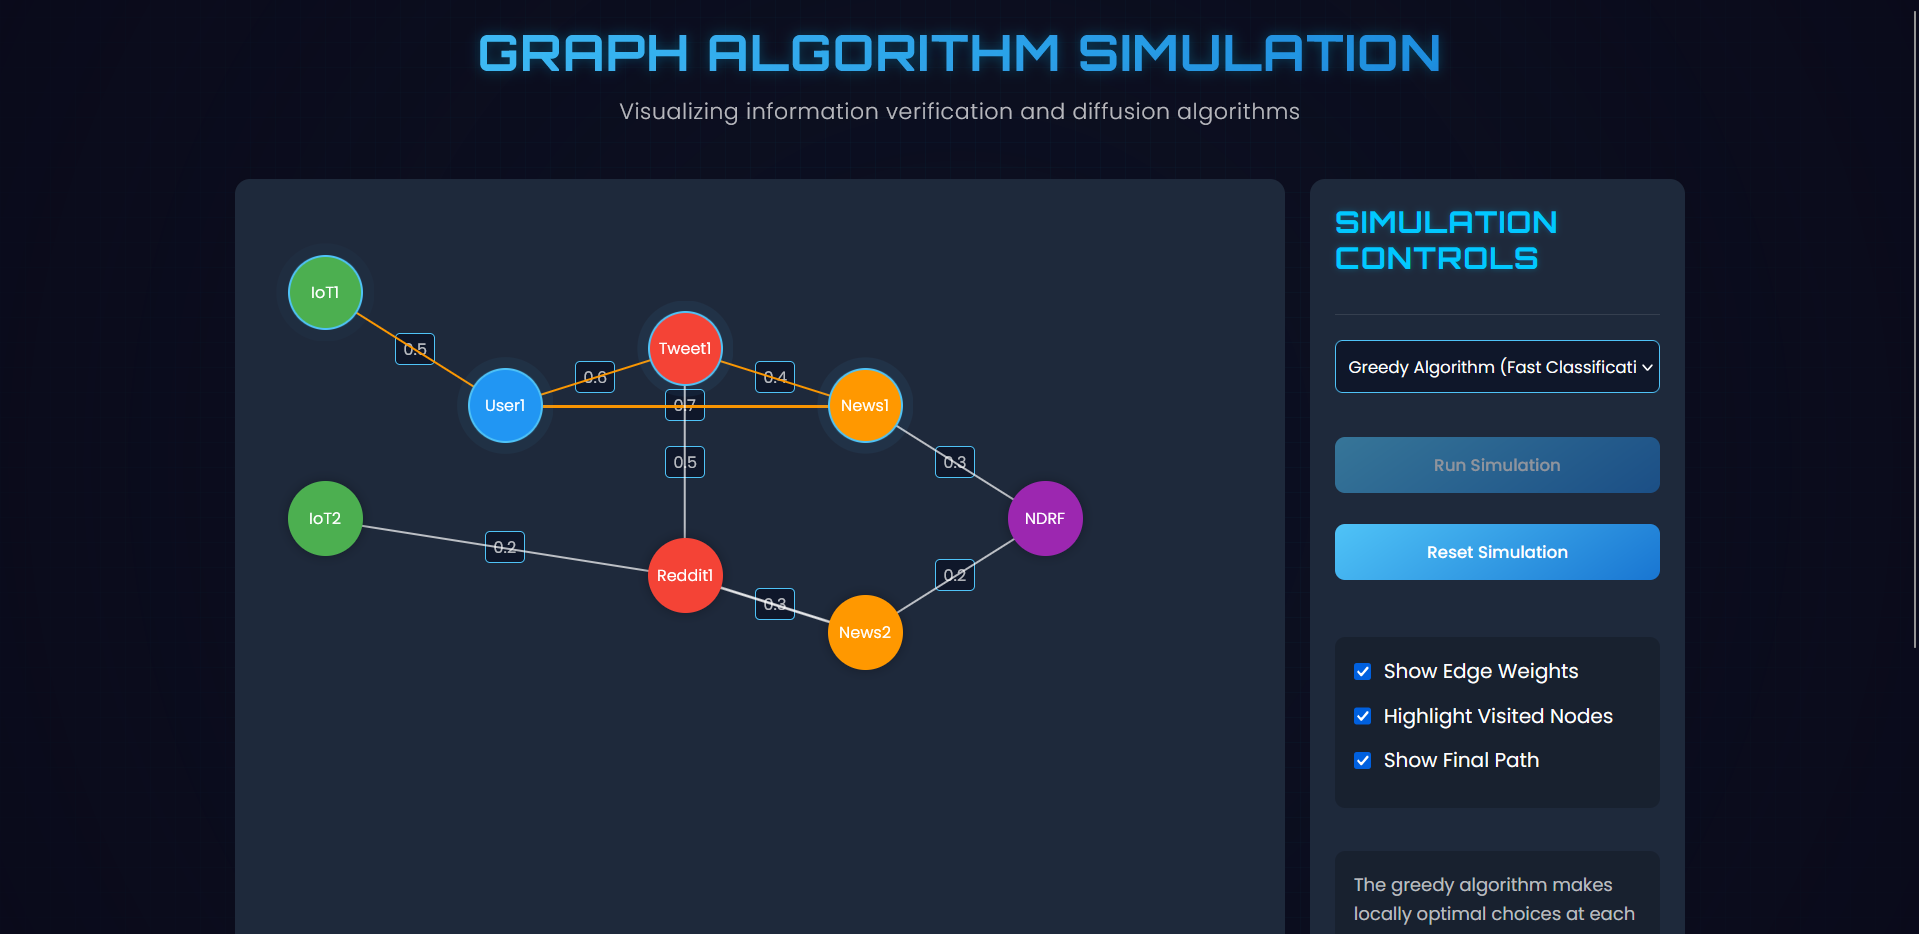 GRAPH ALGORITHM SIMULATION
Visualizing information verification and diffusion algorithms
IoT1
0.5
Tweet1
0.6
0.4
User1
0.7
News1
0.5
0.3
IoT2
0.2
NDRF
Reddit1
0.3
0.2
News2
SIMULATION
CONTROLS
Greedy Algorithm (Fast Classificati
Run Simulation
Reset Simulation
Show Edge Weights
Highlight Visited Nodes
Show Final Path
The greedy algorithm makes
locally optimal choices at each